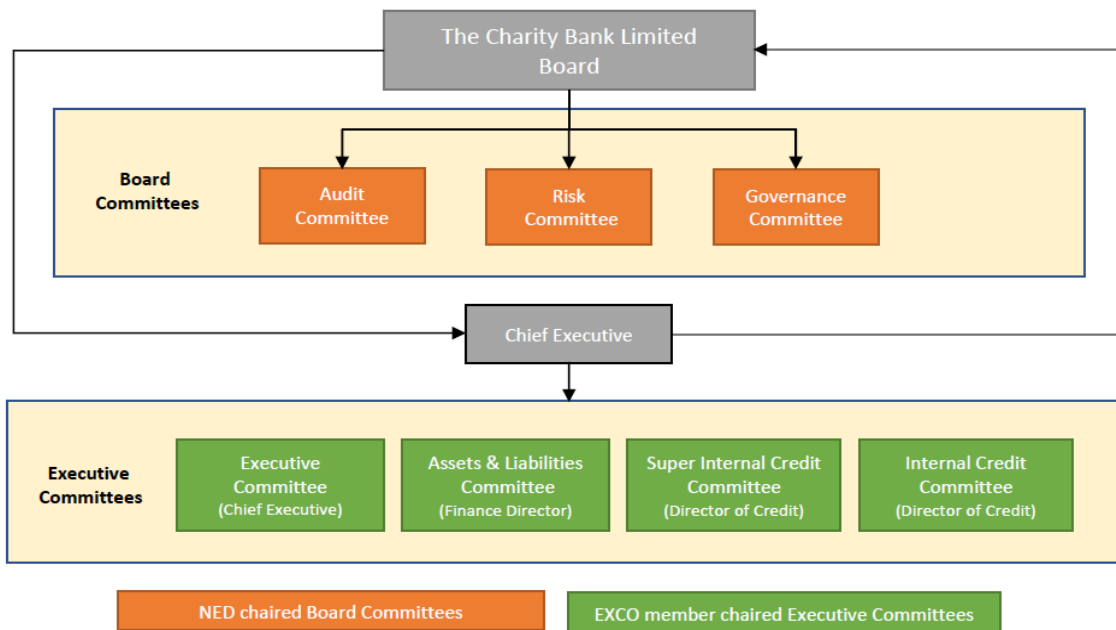 The Charity Bank Limited
Board
Board
Committees
Audit
Committee
Risk
Committee
Governance
Committee
Chief Executive
Executive
Committees
Executive
Committee
(Chief Executive)
Assets & Liabilities
Committee
(Finance Director)
Super Internal Credit
Committee
(Director of Credit)
Internal Credit
Committee
(Director of Credit)
NED chaired Board Committees
EXCO member chaired Executive Committees